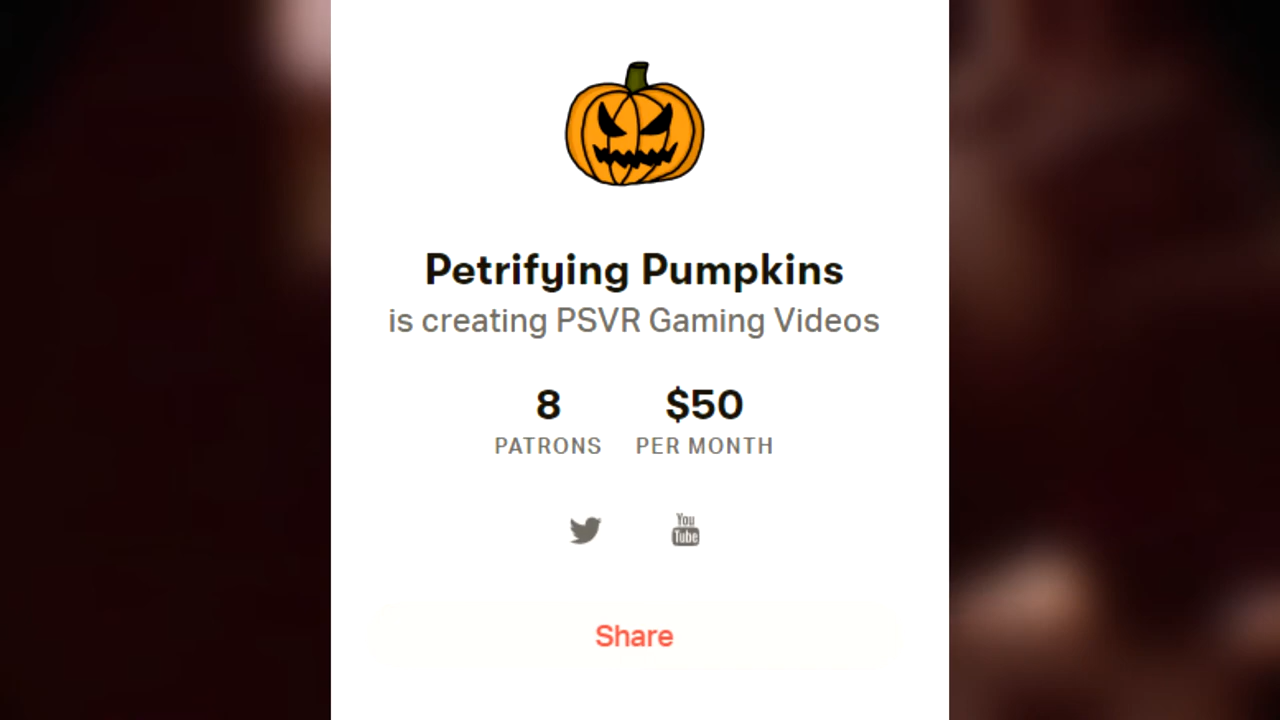 Petrifying Pumpkins
is creating PSVR Gaming Videos
8 $50
PATRONS PER MONTH
You
Tube
Share